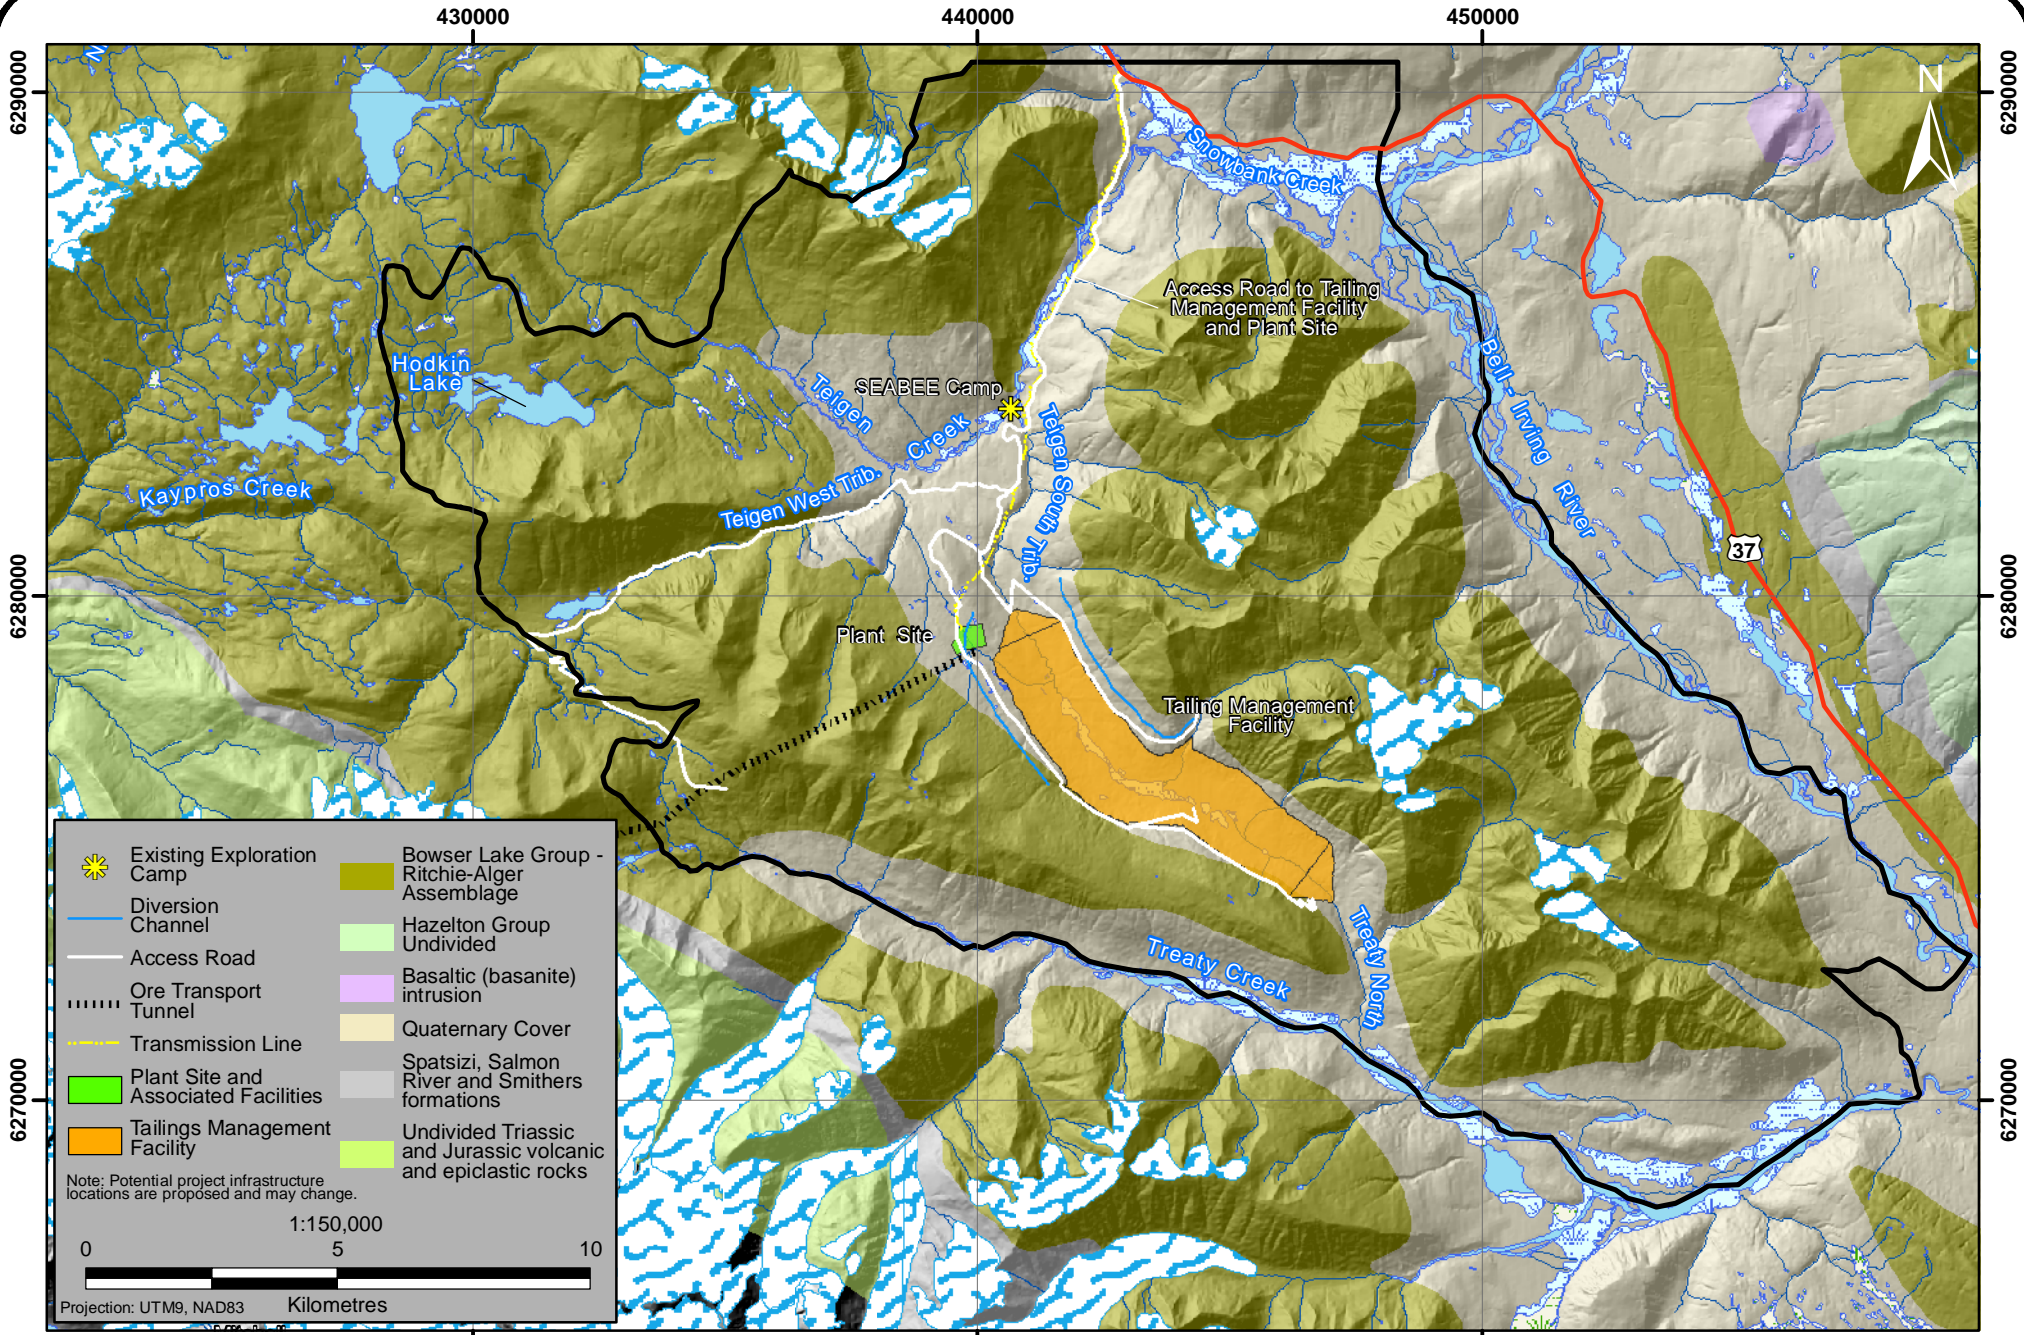 430000
440000
450000
6290000
6290000
N
N
Snowbank Creek
Access Road to Tailing
Management Facility
and Plant Site
Hodkin
Lake
SEABEE Camp
Teigen
Creek
Bell - Irving
River
Teigen South Trib.
Kaypros Creek
Teigen West Trib.
37
6280000
6280000
Plant Site
Tailing Management
Facility
Treaty Creek
Treaty North
6270000
6270000
Existing Exploration
Camp
Diversion
Channel
Access Road
Ore Transport
Tunnel
Transmission Line
Plant Site and
Associated Facilities
Tailings Management
Facility
Bowser Lake Group -
Ritchie-Alger
Assemblage
Hazelton Group
Undivided
Basaltic (basanite)
intrusion
Quaternary Cover
Spatsizi, Salmon
River and Smithers
formations
Undivided Triassic
and Jurassic volcanic
and epiclastic rocks
Note: Potential project infrastructure
locations are proposed and may change.
1:150,000
0 5 10
Kilometres
Projection: UTM9, NAD83